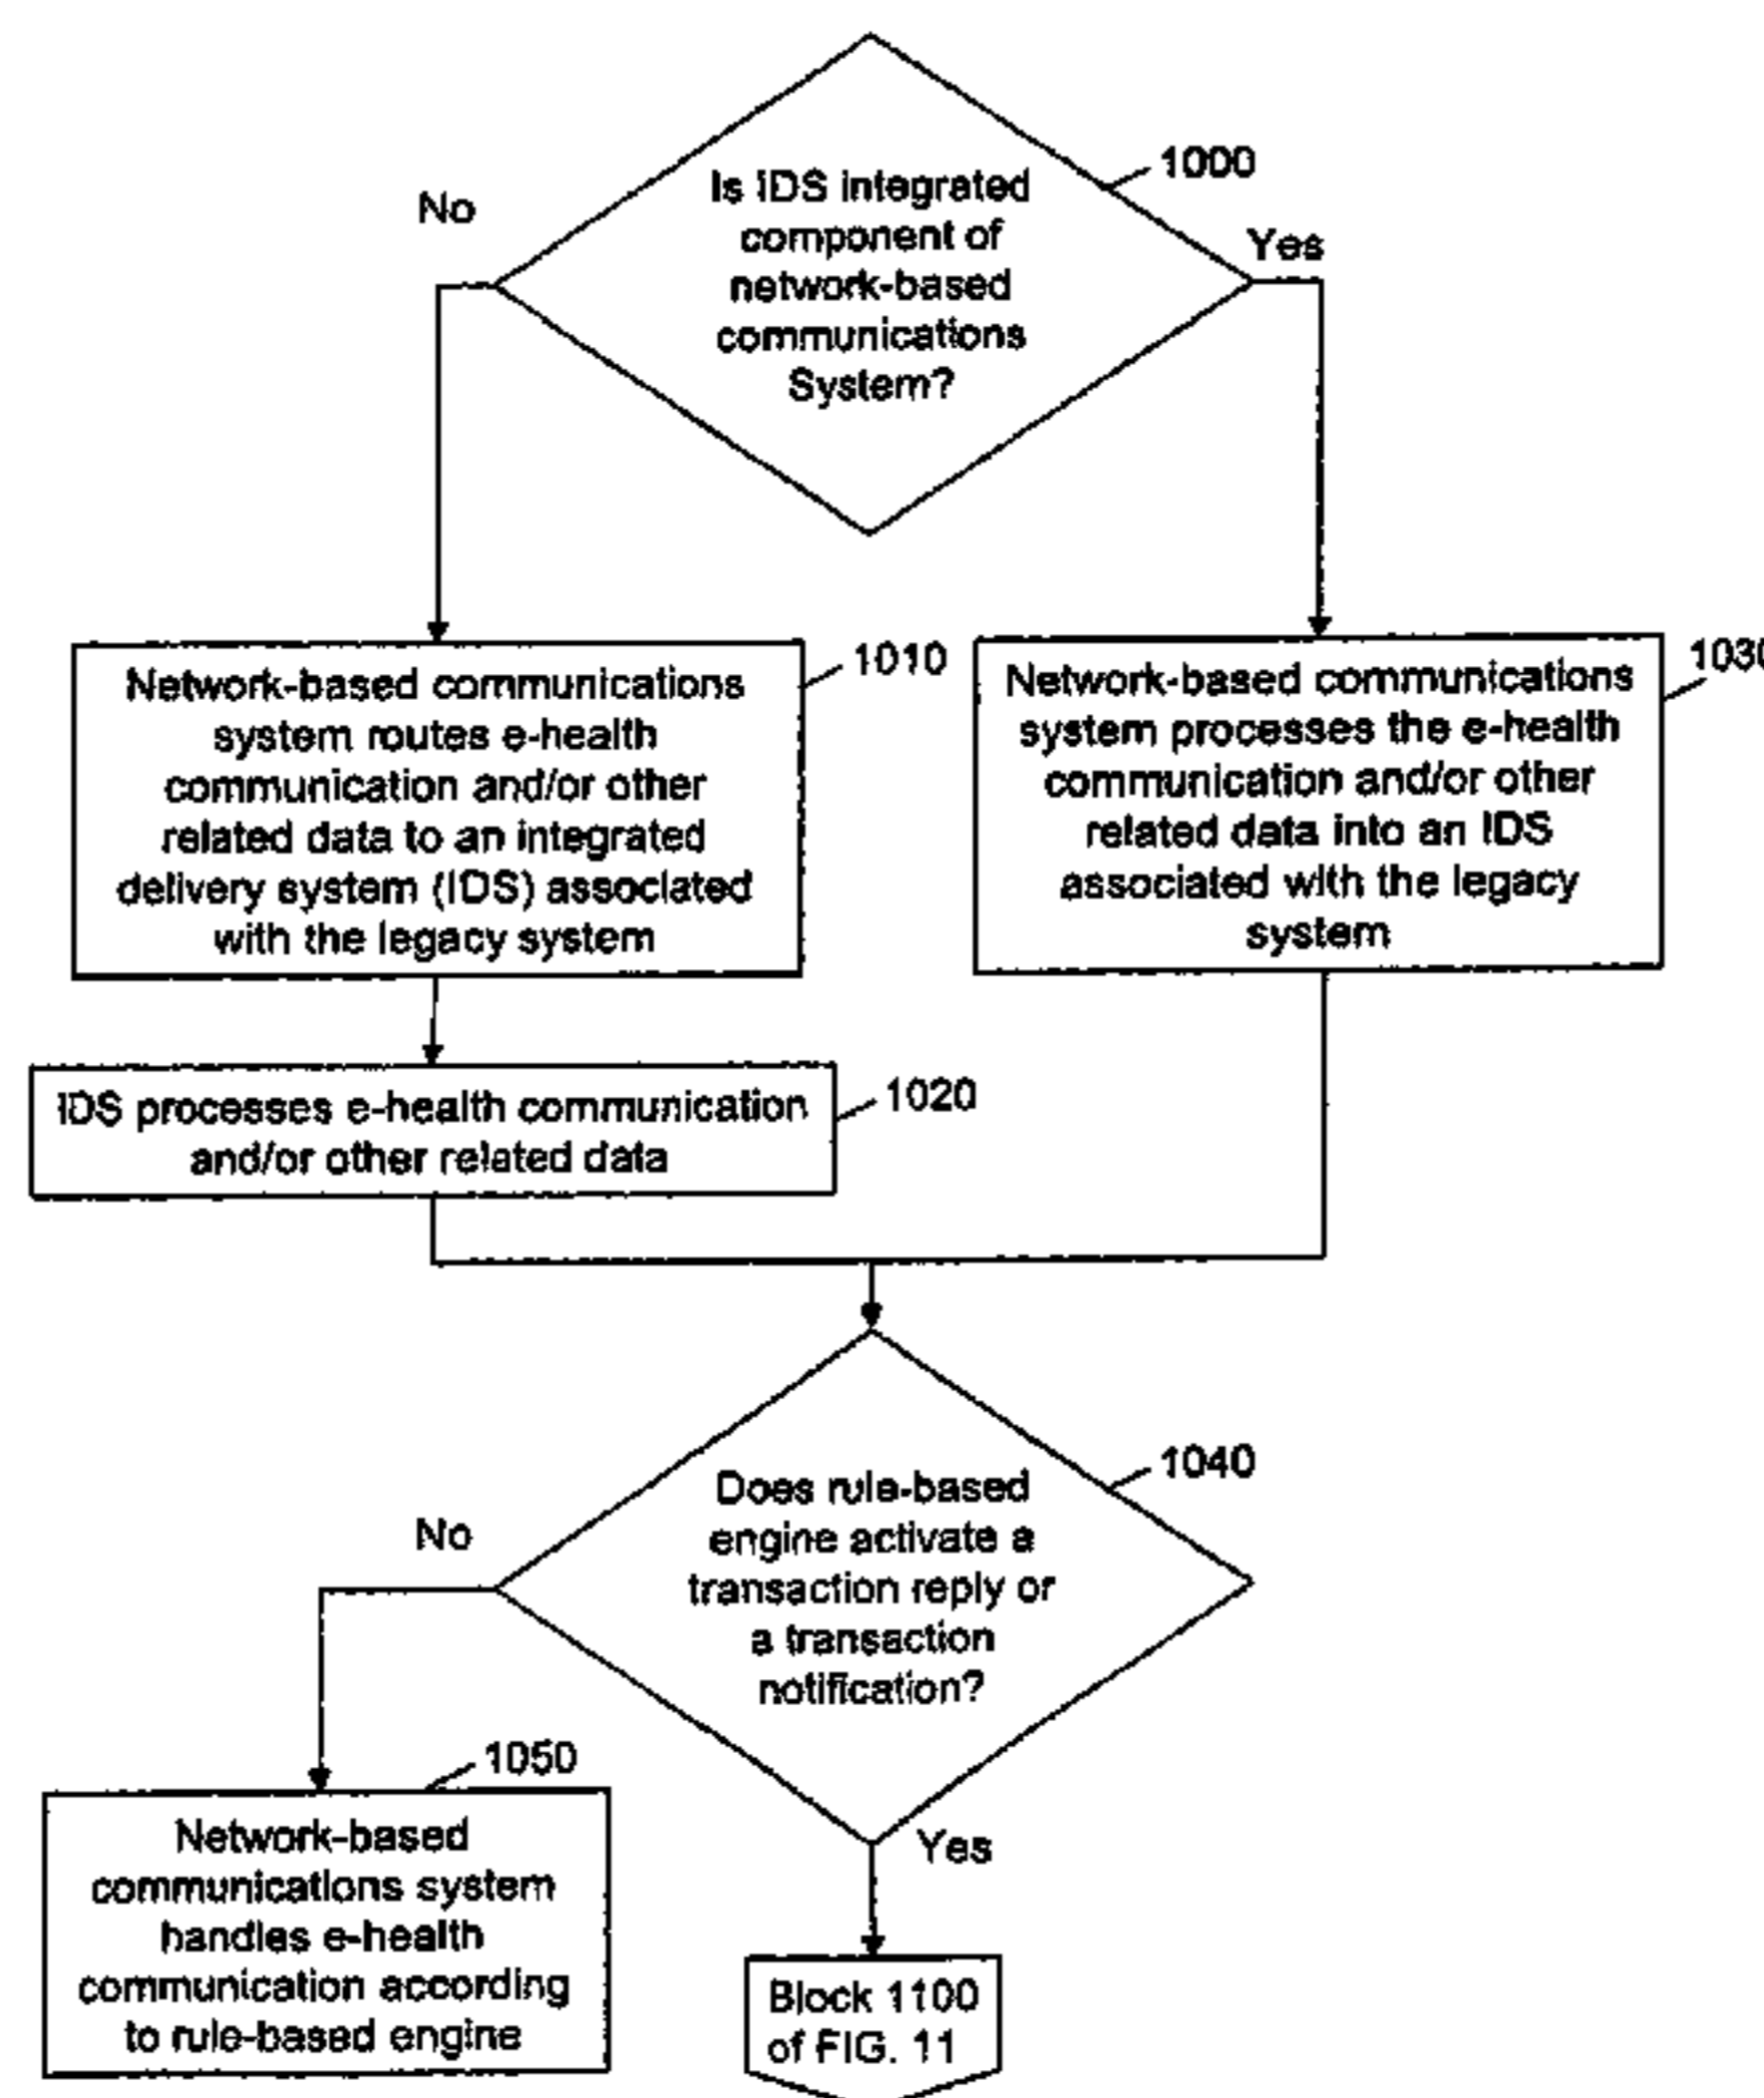 1000
Is IDS integrated
component of
network-based
communications
System?
No
Yes
1010
Network-based communications
system routes e-health
communication and/or other
related data to an integrated
delivery system (IDS) associated
with the legacy system
1030
Network-based communications
system processes the e-health
communication and/or other
related data into an IDS
associated with the legacy
system
1020
IDS processes e-health communication
and/or other related data
1040
Does rule-based
engine activate a
transaction reply or
a transaction
notification?
No
Yes
1050
Network-based
communications system
handles e-health
communication according
to rule-based engine
Block 1100
of FIG. 11